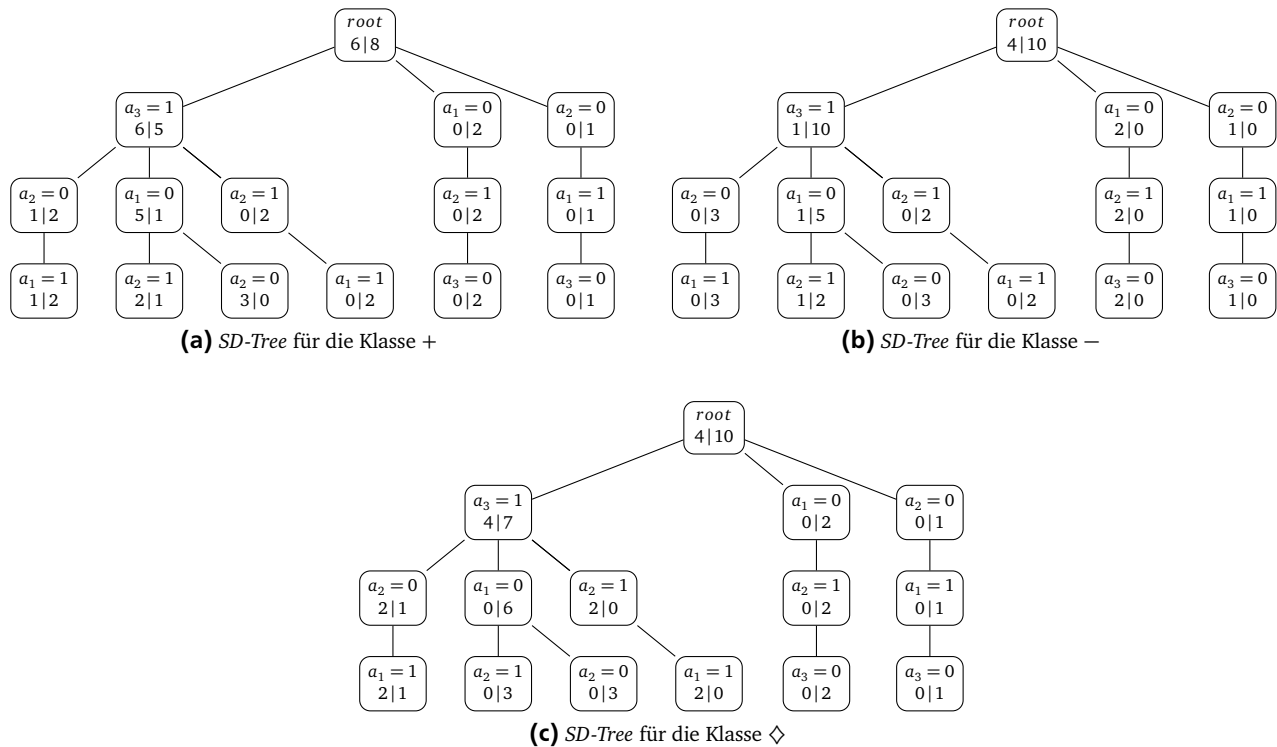 root
6|8
a₃ = 1
6|5
a₁ = 0
0|2
a₂ = 0
0|1
a₂ = 0
1|2
a₁ = 0
5|1
a₂ = 1
0|2
a₂ = 1
0|2
a₁ = 1
0|1
a₁ = 1
1|2
a₂ = 1
2|1
a₂ = 0
3|0
a₁ = 1
0|2
a₃ = 0
0|2
a₃ = 0
0|1
(a) SD-Tree für die Klasse +
root
4|10
a₃ = 1
1|10
a₁ = 0
2|0
a₂ = 0
1|0
a₂ = 0
0|3
a₁ = 0
1|5
a₂ = 1
0|2
a₂ = 1
2|0
a₁ = 1
1|0
a₁ = 1
0|3
a₂ = 1
1|2
a₂ = 0
0|3
a₁ = 1
0|2
a₃ = 0
2|0
a₃ = 0
1|0
(b) SD-Tree für die Klasse −
root
4|10
a₃ = 1
4|7
a₁ = 0
0|2
a₂ = 0
0|1
a₂ = 0
2|1
a₁ = 0
0|6
a₂ = 1
2|0
a₂ = 1
0|2
a₁ = 1
0|1
a₁ = 1
2|1
a₂ = 1
0|3
a₂ = 0
0|3
a₁ = 1
2|0
a₃ = 0
0|2
a₃ = 0
0|1
(c) SD-Tree für die Klasse ♢